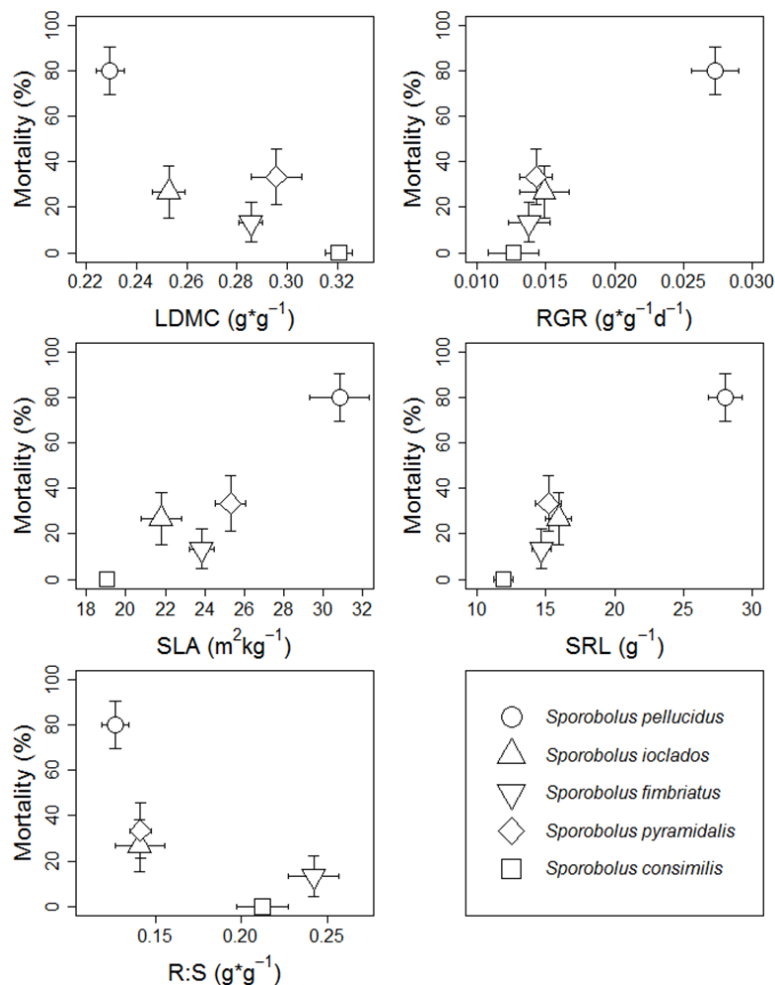 100
80
60
40
20
0
Mortality (%)
0.22 0.24 0.26 0.28 0.30 0.32
LDMC (g*g⁻¹)
100
80
60
40
20
0
Mortality (%)
0.010 0.015 0.020 0.025 0.030
RGR (g*g⁻¹d⁻¹)
100
80
60
40
20
0
Mortality (%)
18 20 22 24 26 28 30 32
SLA (m²kg⁻¹)
100
80
60
40
20
0
Mortality (%)
10 15 20 25 30
SRL (g⁻¹)
100
80
60
40
20
0
Mortality (%)
0.15 0.20 0.25
R:S (g*g⁻¹)
Sporobolus pellucidus
Sporobolus ioclados
Sporobolus fimbriatus
Sporobolus pyramidalis
Sporobolus consimilis